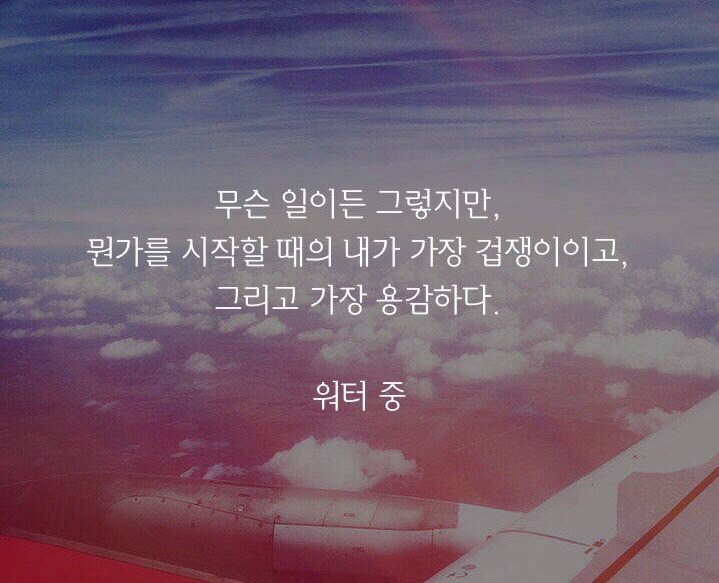 무슨 일이든 그렇지만,
뭔가를 시작할 때의 내가 가장 겁쟁이이고,
그리고 가장 용감하다.
워터 중